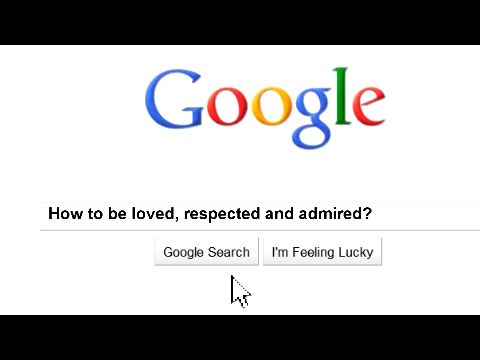 Google
How to be loved, respected and admired?
Google Search I'm Feeling Lucky